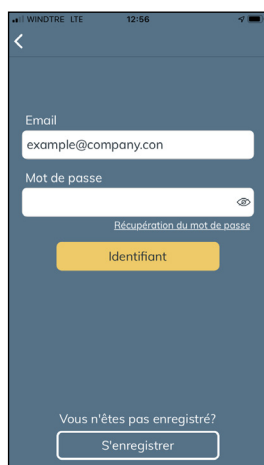 WINDTRE LTE 12:56
Email
example@company.con
Mot de passe
Récupération du mot de passe
Identifiant
Vous n'êtes pas enregistré?
S'enregistrer